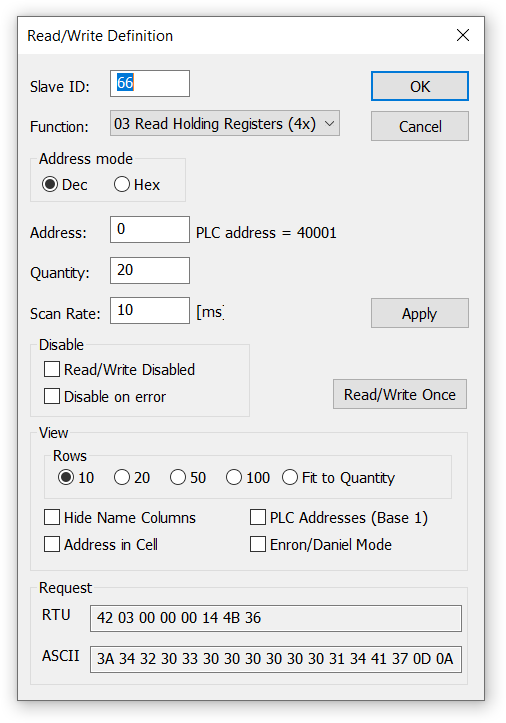 Read/Write Definition
Slave ID: 66 OK
Function: 03 Read Holding Registers (4x) Cancel
Address mode
Dec Hex
Address: 0 PLC address = 40001
Quantity: 20
Scan Rate: 10 [ms]
Apply
Disable
Read/Write Disabled
Disable on error
Read/Write Once
View
Rows
10 20 50 100 Fit to Quantity
Hide Name Columns PLC Addresses (Base 1)
Address in Cell Enron/Daniel Mode
Request
RTU 42 03 00 00 00 14 4B 36
ASCII 3A 34 32 30 33 30 30 30 30 30 31 34 41 37 0D 0A